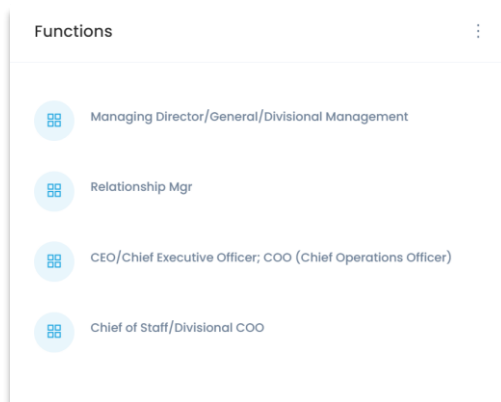 Functions
Managing Director/General/Divisional Management
Relationship Mgr
CEO/Chief Executive Officer; COO (Chief Operations Officer)
Chief of Staff/Divisional COO